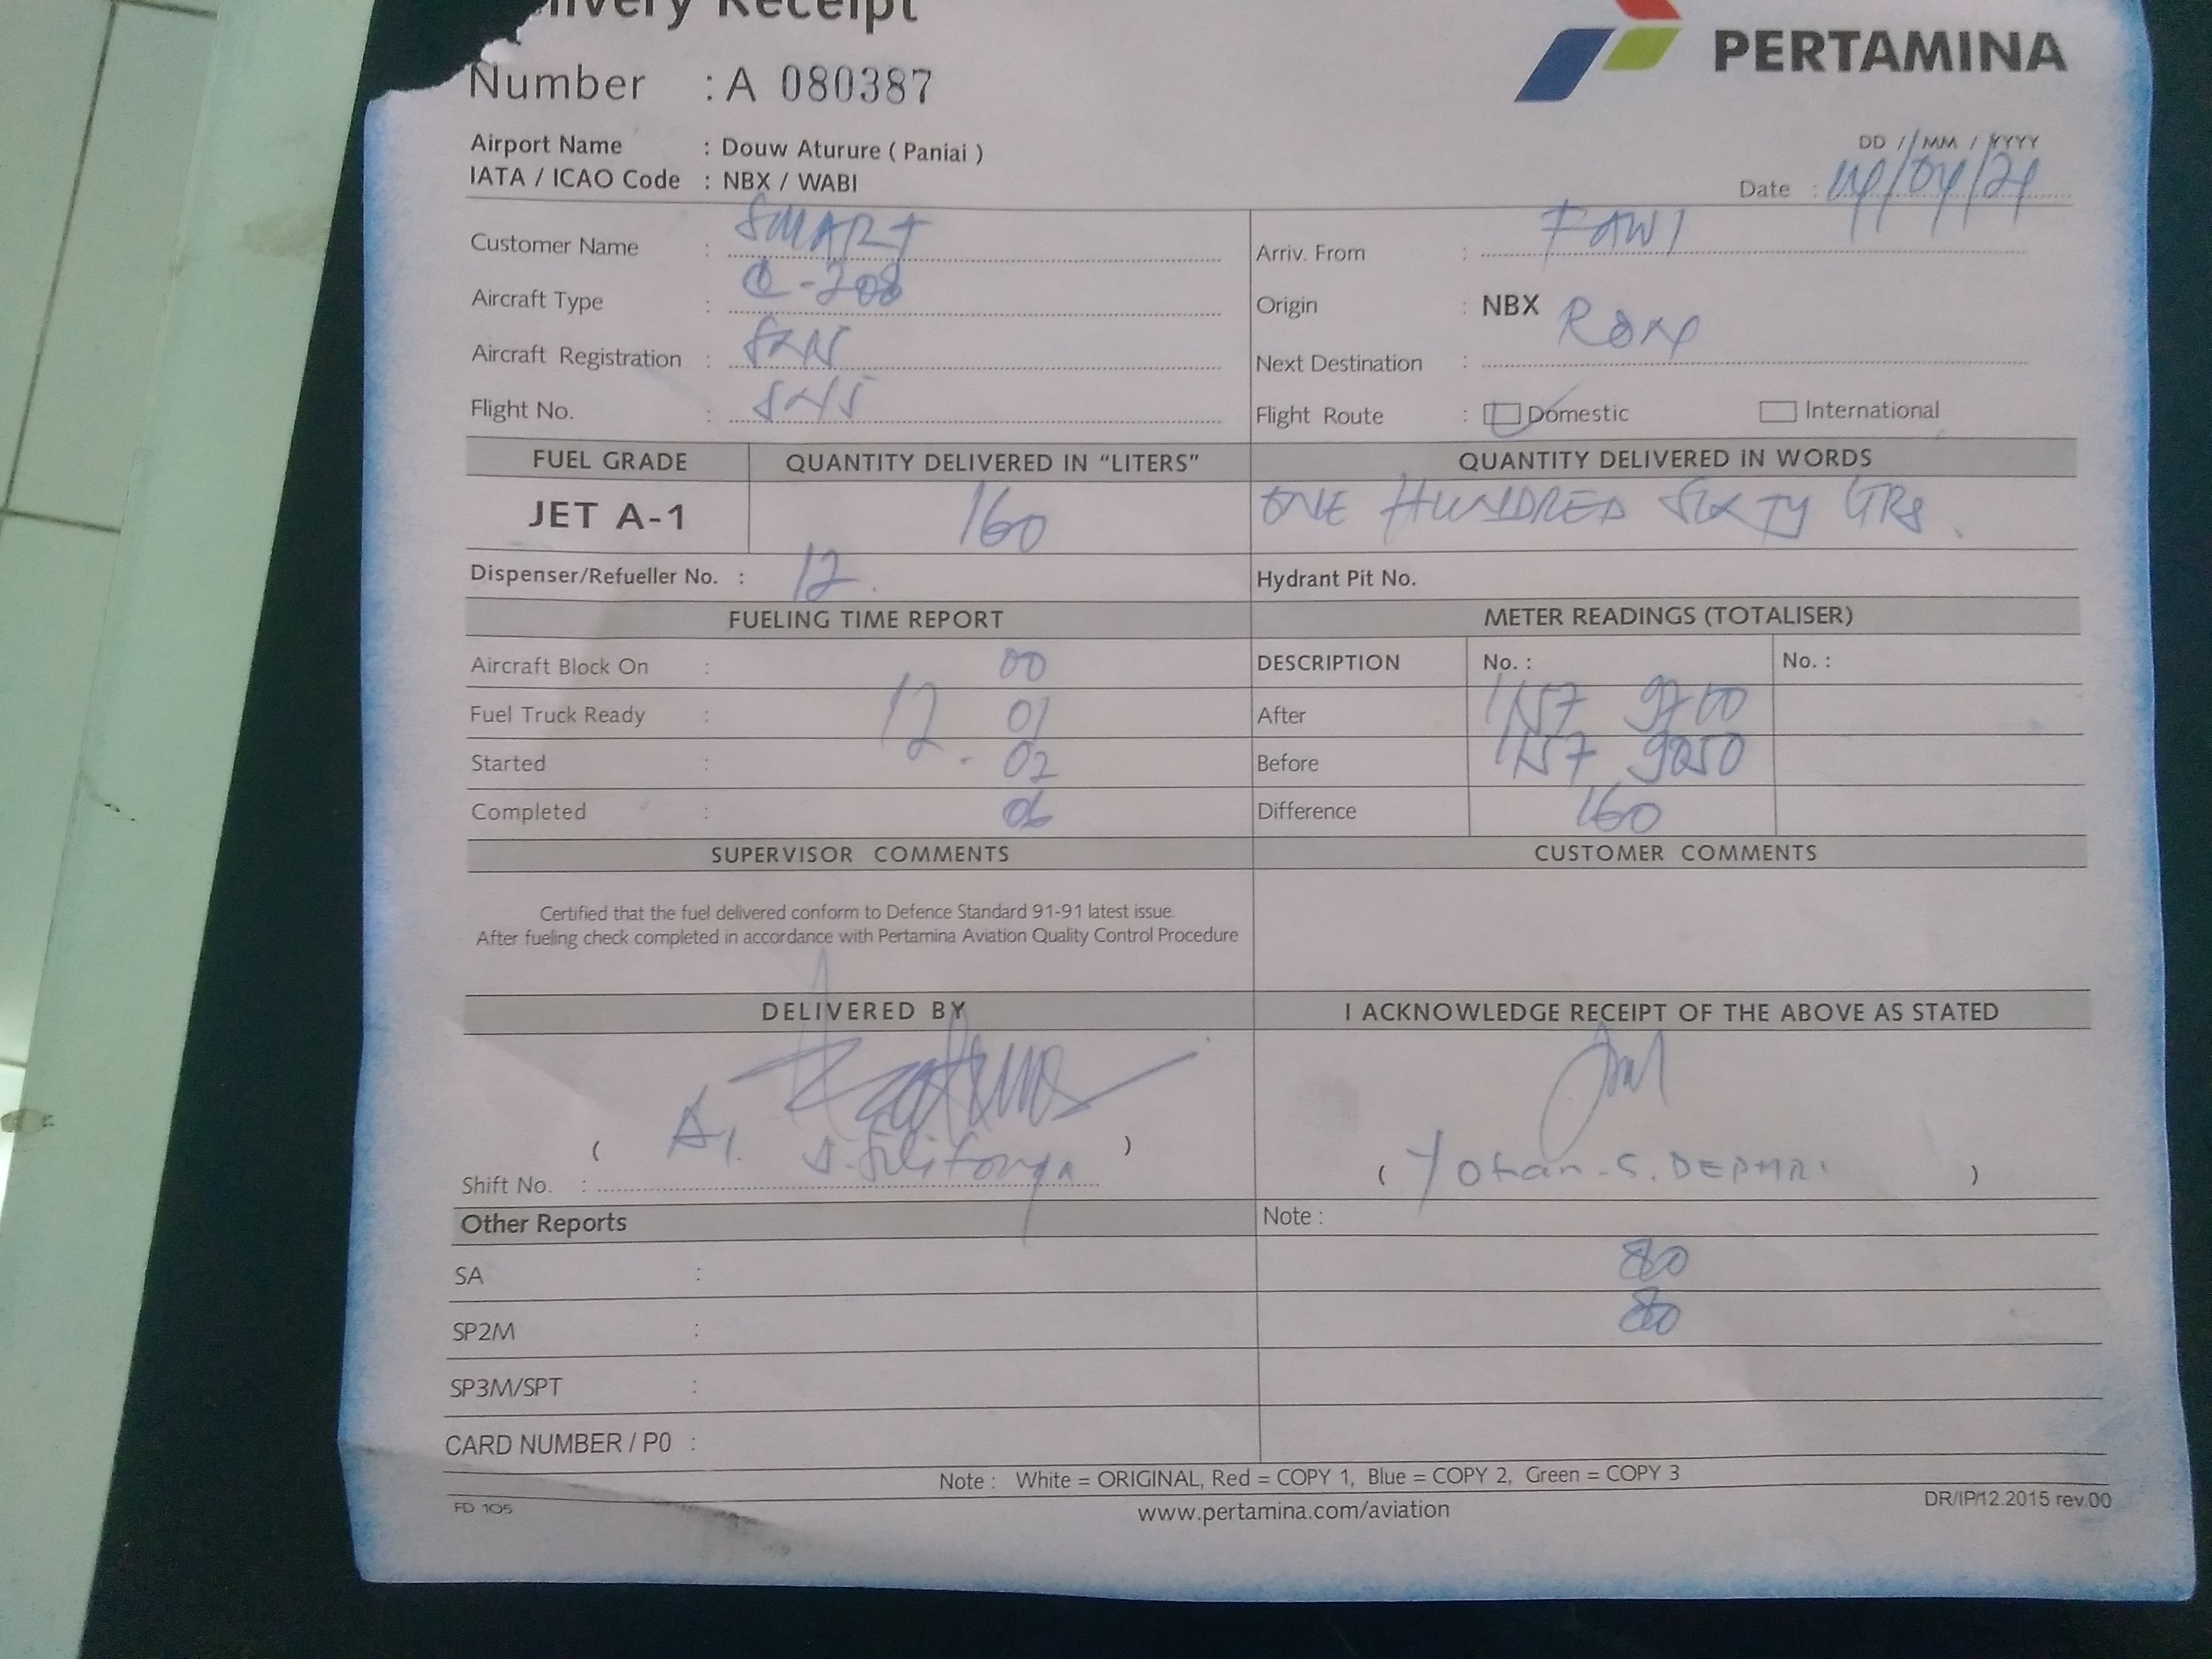 Delivery Receipt
PERTAMINA
Number : A 080387
Airport Name : Douw Aturure ( Paniai )
DD / MM / YYYY
IATA / ICAO Code : NBX / WABI
Date :
Customer Name : SMART
Arriv. From :
Aircraft Type : C-208
Origin : NBX
Aircraft Registration :
Next Destination :
Flight No. :
Flight Route : Domestic International
FUEL GRADE QUANTITY DELIVERED IN "LITERS" QUANTITY DELIVERED IN WORDS
JET A-1 160 ONE HUNDRED SIXTY LTRS.
Dispenser/Refueller No. : 12. Hydrant Pit No.
FUELING TIME REPORT METER READINGS (TOTALISER)
Aircraft Block On : 00 DESCRIPTION No. : No. :
Fuel Truck Ready : 12 01 After
Started : 02 Before
Completed : 06 Difference 160
SUPERVISOR COMMENTS CUSTOMER COMMENTS
Certified that the fuel delivered conform to Defence Standard 91-91 latest issue.
After fueling check completed in accordance with Pertamina Aviation Quality Control Procedure
DELIVERED BY I ACKNOWLEDGE RECEIPT OF THE ABOVE AS STATED
( )
Shift No. :
( Yohan-S. )
Other Reports Note :
SA : 80
SP2M : 80
SP3M/SPT :
CARD NUMBER / P0 :
Note : White = ORIGINAL, Red = COPY 1, Blue = COPY 2, Green = COPY 3
FD 105 www.pertamina.com/aviation DR/IP/12.2015 rev.00